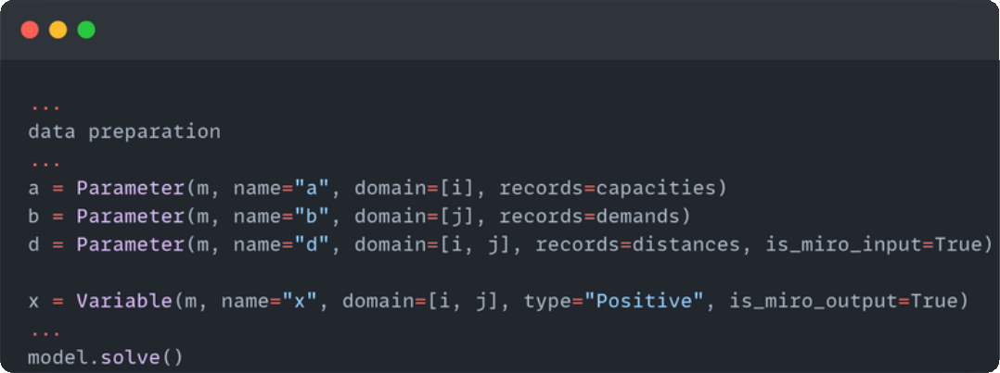 ...
data preparation
...
a = Parameter(m, name="a", domain=[i], records=capacities)
b = Parameter(m, name="b", domain=[j], records=demands)
d = Parameter(m, name="d", domain=[i, j], records=distances, is_miro_input=True)
x = Variable(m, name="x", domain=[i, j], type="Positive", is_miro_output=True)
...
model.solve()